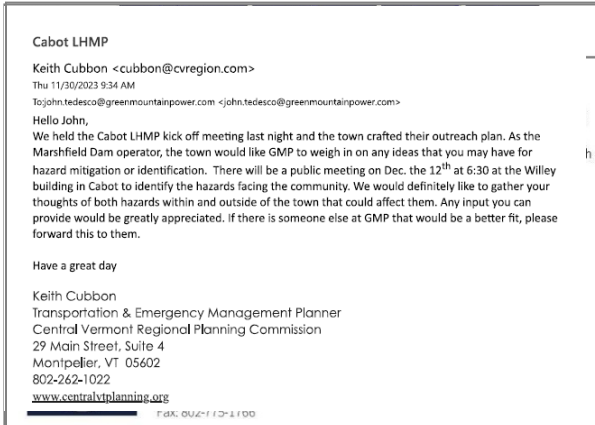 Cabot LHMP
Keith Cubbon <cubbon@cvregion.com>
Thu 11/30/2023 9:34 AM
To:john.tedesco@greenmountainpower.com <john.tedesco@greenmountainpower.com>
Hello John,
We held the Cabot LHMP kick off meeting last night and the town crafted their outreach plan. As the
Marshfield Dam operator, the town would like GMP to weigh in on any ideas that you may have for
hazard mitigation or identification.  There will be a public meeting on Dec. the 12th at 6:30 at the Willey
building in Cabot to identify the hazards facing the community. We would definitely like to gather your
thoughts of both hazards within and outside of the town that could affect them. Any input you can
provide would be greatly appreciated. If there is someone else at GMP that would be a better fit, please
forward this to them.
Have a great day
Keith Cubbon
Transportation & Emergency Management Planner
Central Vermont Regional Planning Commission
29 Main Street, Suite 4
Montpelier, VT  05602
802-262-1022
www.centralvtplanning.org
h